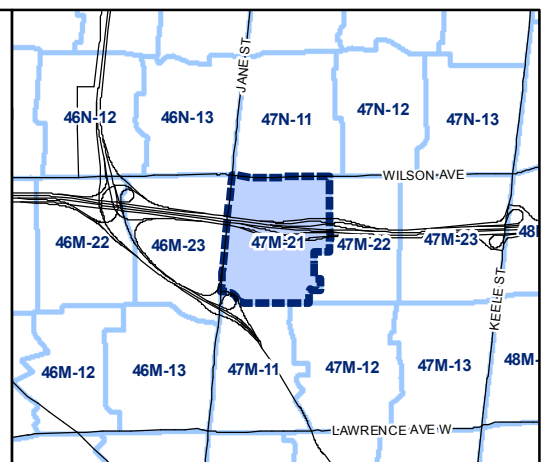 JANE ST
46N-12
46N-13
47N-11
47N-12
47N-13
WILSON AVE
46M-22
46M-23
47M-21
47M-22
47M-23
KEELE ST
46M-12
46M-13
47M-11
47M-12
47M-13
48M-
LAWRENCE AVE W